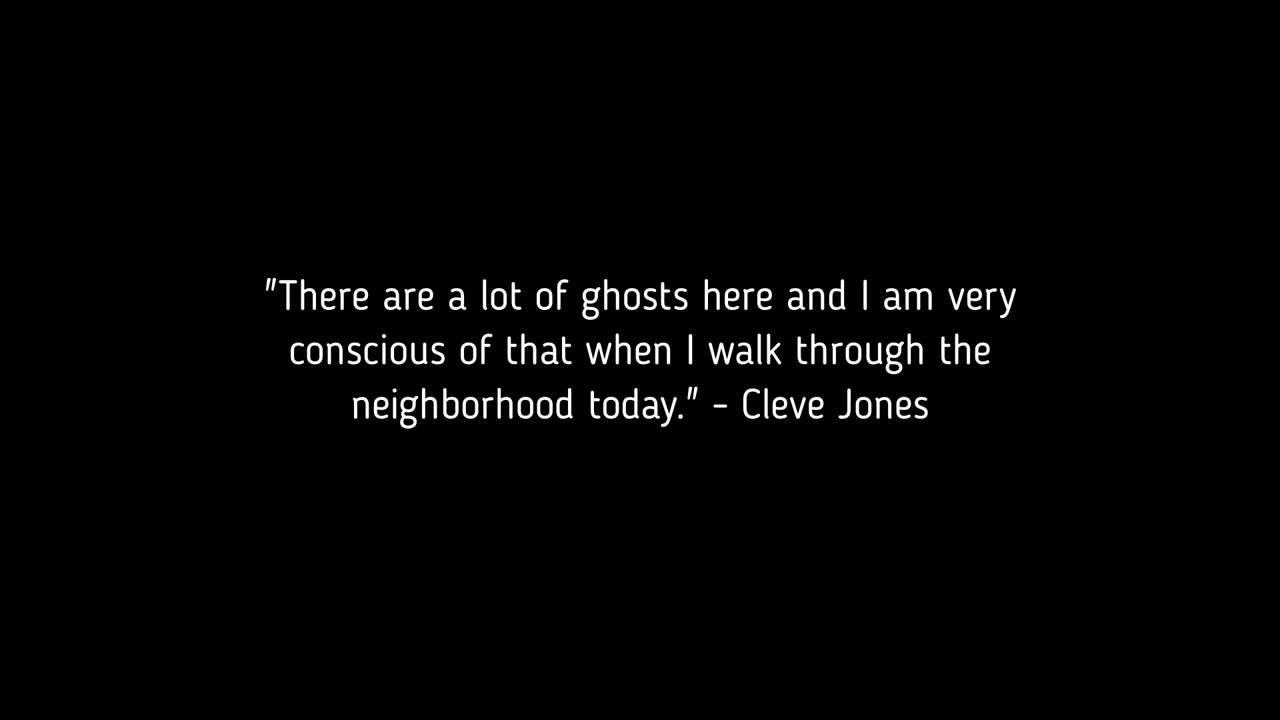 "There are a lot of ghosts here and I am very
conscious of that when I walk through the
neighborhood today." - Cleve Jones